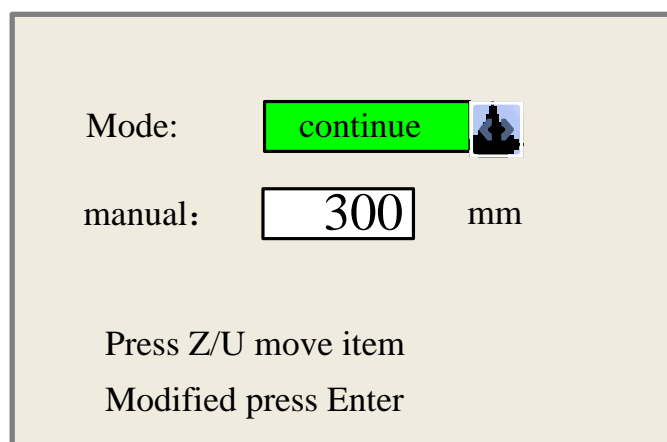 Mode: continue
manual： 300 mm
Press Z/U move item
Modified press Enter